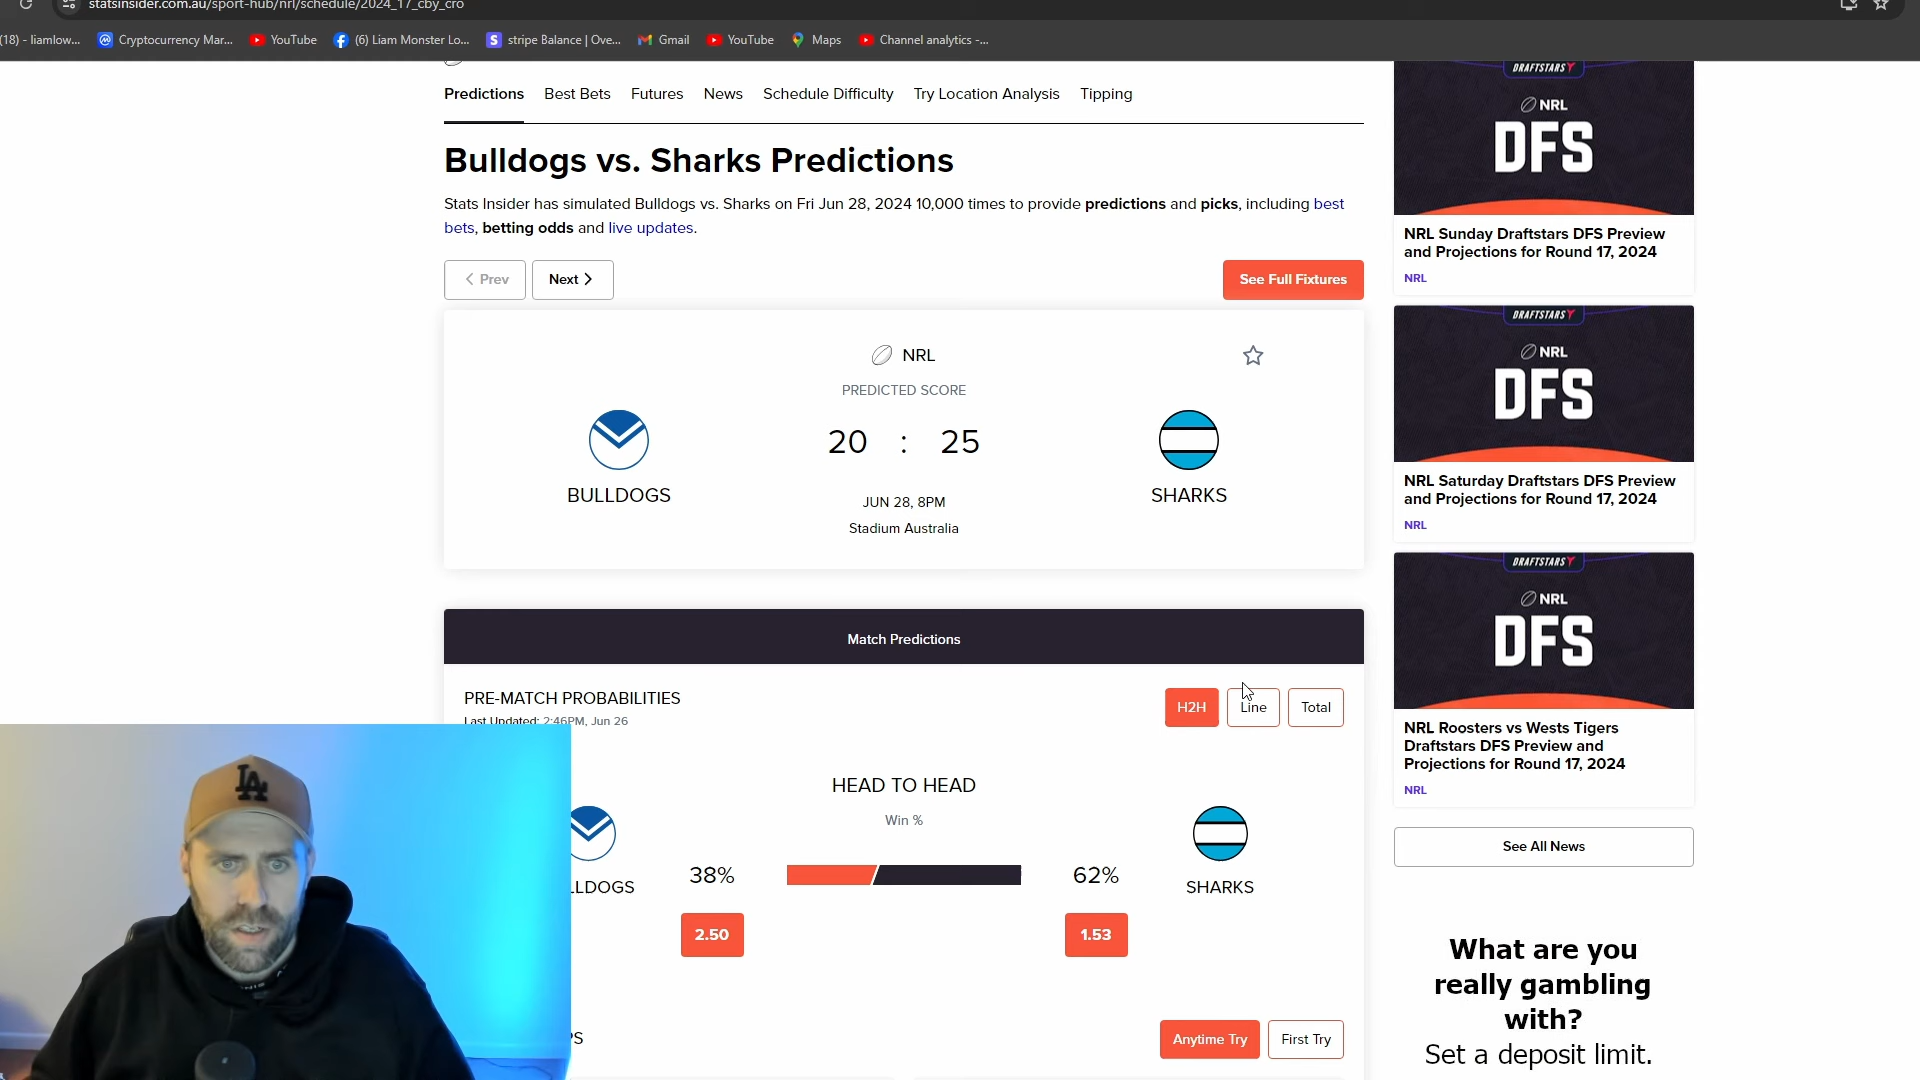 statsinsider.com.au/sport-hub/nrl/schedule/2024_17_cby_cro
(18) - liamlow... Cryptocurrency Mar... YouTube (6) Liam Monster Lo... stripe Balance | Ove... Gmail YouTube Maps Channel analytics -...
Predictions Best Bets Futures News Schedule Difficulty Try Location Analysis Tipping
Bulldogs vs. Sharks Predictions
Stats Insider has simulated Bulldogs vs. Sharks on Fri Jun 28, 2024 10,000 times to provide predictions and picks, including best
bets, betting odds and live updates.
Prev Next See Full Fixtures
NRL
PREDICTED SCORE
20 : 25
BULLDOGS SHARKS
JUN 28, 8PM
Stadium Australia
Match Predictions
PRE-MATCH PROBABILITIES
Last Updated: 2:46PM, Jun 26
H2H Line Total
HEAD TO HEAD
Win %
38% 62%
LLDOGS SHARKS
2.50 1.53
PS
Anytime Try First Try
LA
DRAFTSTARS
NRL
DFS
NRL Sunday Draftstars DFS Preview
and Projections for Round 17, 2024
NRL
DRAFTSTARS
NRL
DFS
NRL Saturday Draftstars DFS Preview
and Projections for Round 17, 2024
NRL
DRAFTSTARS
NRL
DFS
NRL Roosters vs Wests Tigers
Draftstars DFS Preview and
Projections for Round 17, 2024
NRL
See All News
What are you
really gambling
with?
Set a deposit limit.